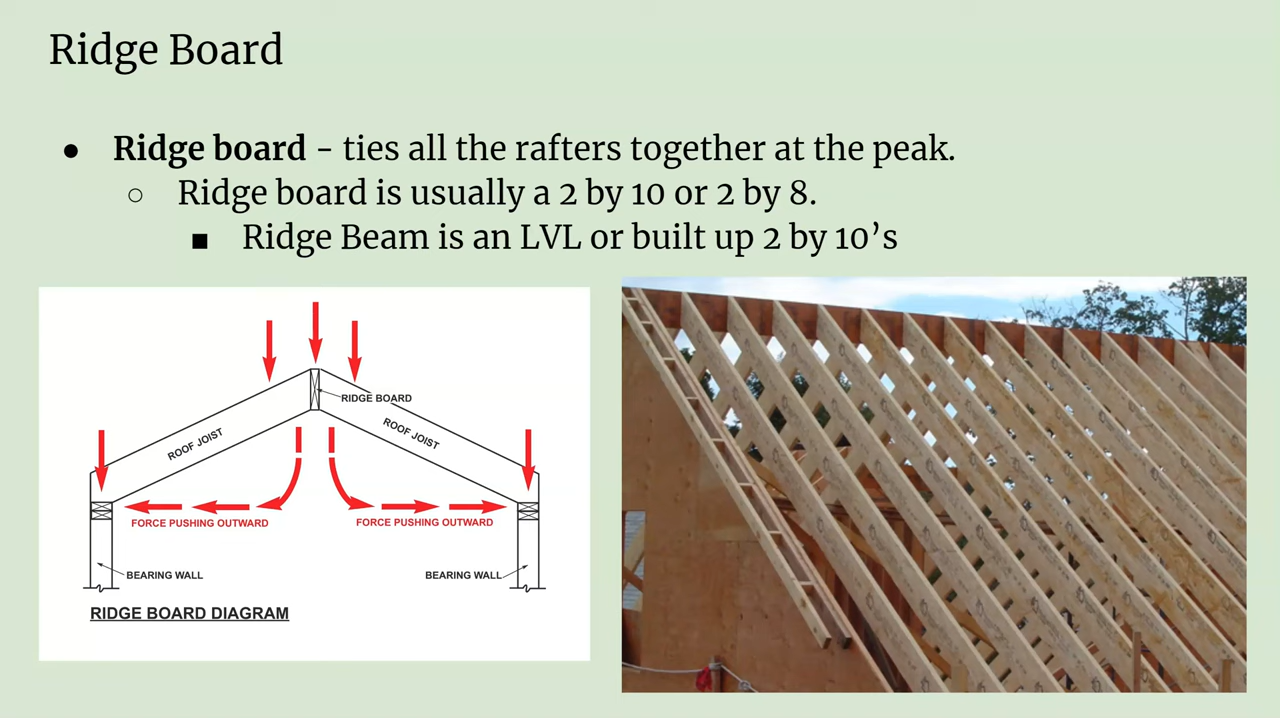 Ridge Board
● Ridge board - ties all the rafters together at the peak.
○ Ridge board is usually a 2 by 10 or 2 by 8.
■ Ridge Beam is an LVL or built up 2 by 10’s
RIDGE BOARD
ROOF JOIST
ROOF JOIST
FORCE PUSHING OUTWARD
FORCE PUSHING OUTWARD
BEARING WALL
BEARING WALL
RIDGE BOARD DIAGRAM